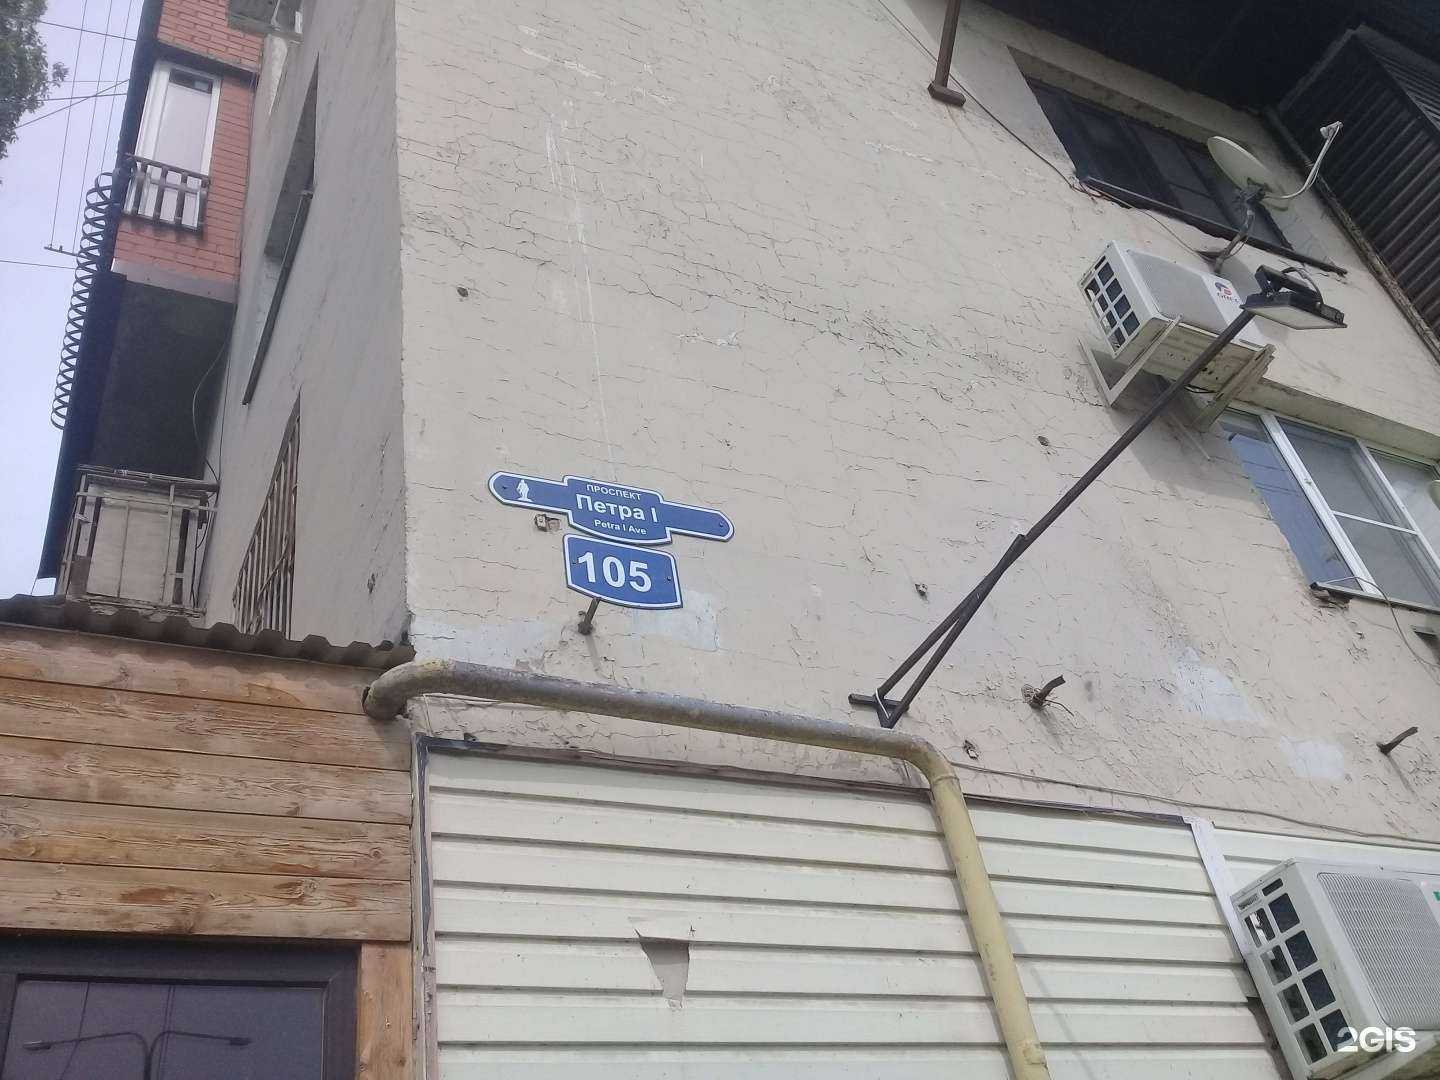 ПРОСПЕКТ
Петра I
Petra I Ave
105
2GIS